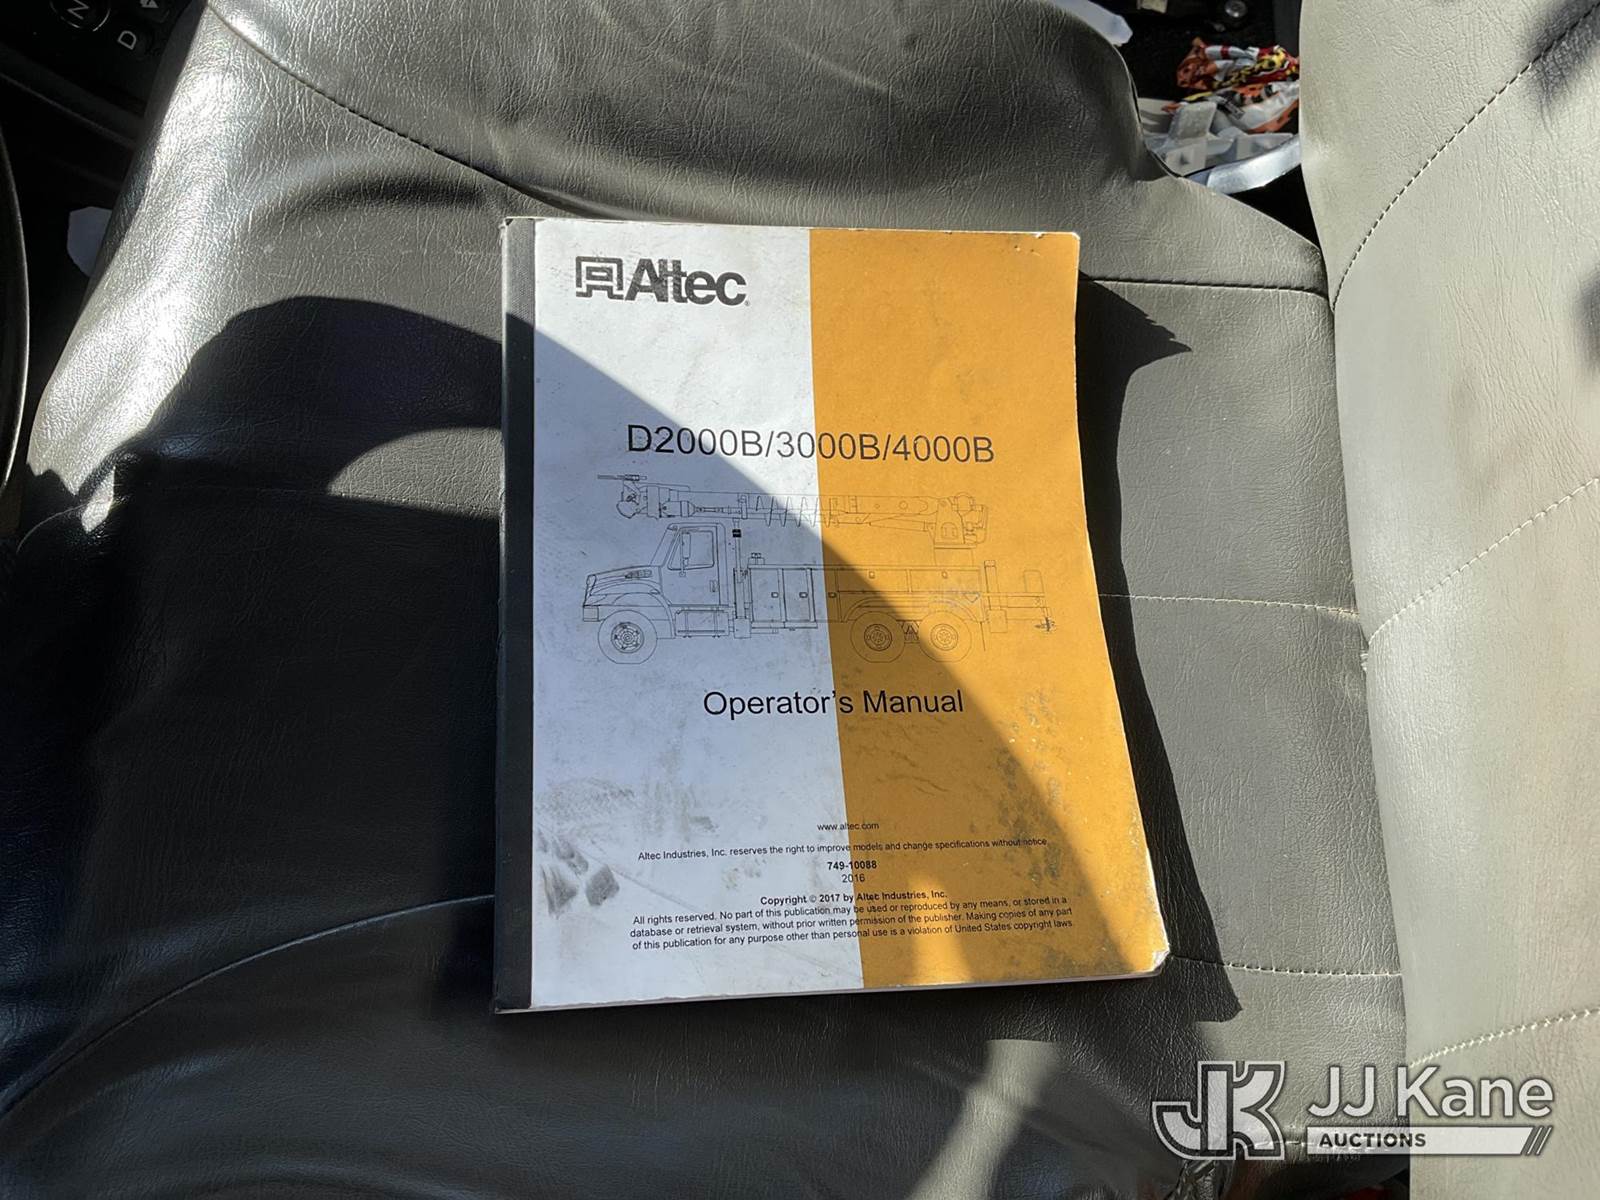 N
D
Altec
D2000B/3000B/4000B
Operator's Manual
www.altec.com
Altec Industries, Inc. reserves the right to improve models and change specifications without notice.
749-10088
2016
Copyright © 2017 by Altec Industries, Inc.
All rights reserved. No part of this publication may be used or reproduced by any means, or stored in a
database or retrieval system, without prior written permission of the publisher. Making copies of any part
of this publication for any purpose other than personal use is a violation of United States copyright laws.
JK JJ Kane
AUCTIONS